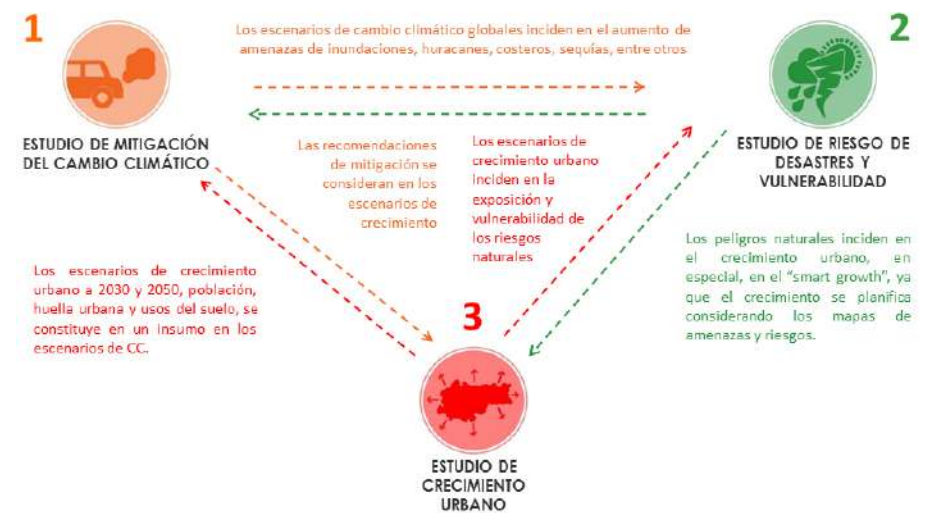 1
Los escenarios de cambio climático globales inciden en el aumento de
amenazas de inundaciones, huracanes, costeros, sequías, entre otros
2
ESTUDIO DE MITIGACIÓN
DEL CAMBIO CLIMÁTICO
Las recomendaciones
de mitigación se
consideran en los
escenarios de
crecimiento
Los escenarios de
crecimiento urbano
inciden en la
exposición y
vulnerabilidad de
los riesgos
naturales
ESTUDIO DE RIESGO DE
DESASTRES Y
VULNERABILIDAD
Los escenarios de crecimiento
urbano a 2030 y 2050, población,
huella urbana y usos del suelo, se
constituye en un insumo en los
escenarios de CC.
Los peligros naturales inciden en
el crecimiento urbano, en
especial, en el “smart growth”, ya
que el crecimiento se planifica
considerando los mapas de
amenazas y riesgos.
3
ESTUDIO DE
CRECIMIENTO
URBANO